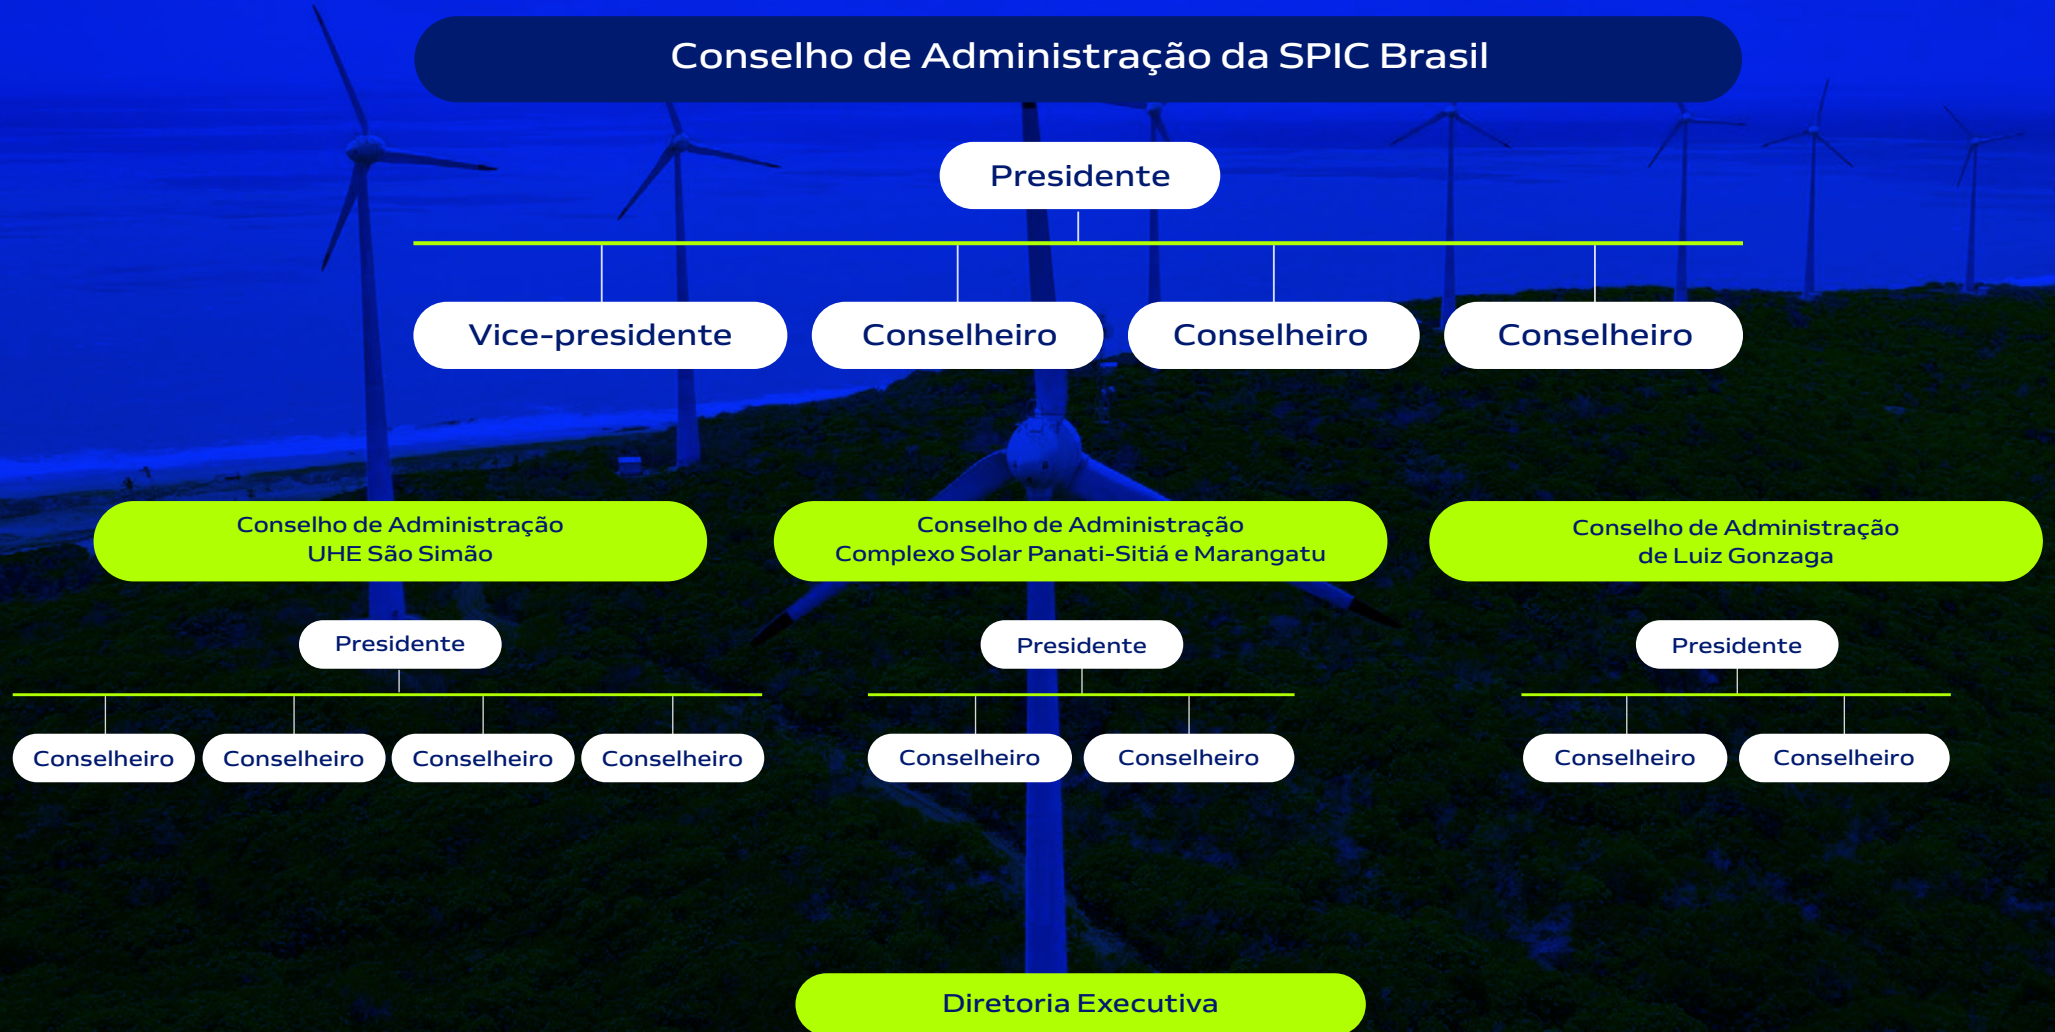 Conselho de Administração da SPIC Brasil
Presidente
Vice-presidente
Conselheiro
Conselheiro
Conselheiro
Conselho de Administração
UHE São Simão
Presidente
Conselheiro
Conselheiro
Conselheiro
Conselheiro
Conselho de Administração
Complexo Solar Panati-Sitiá e Marangatu
Presidente
Conselheiro
Conselheiro
Conselho de Administração
de Luiz Gonzaga
Presidente
Conselheiro
Conselheiro
Diretoria Executiva